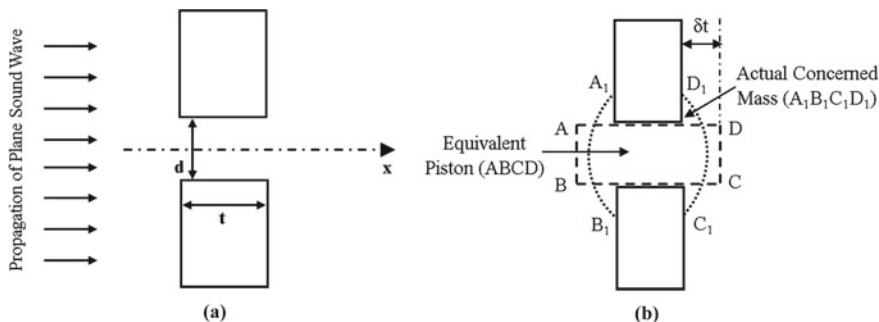 Propagation of Plane Sound Wave
d
x
t
(a)
δt
A₁
D₁
Actual Concerned
Mass (A₁B₁C₁D₁)
A
D
Equivalent
Piston (ABCD)
B
C
B₁
C₁
(b)